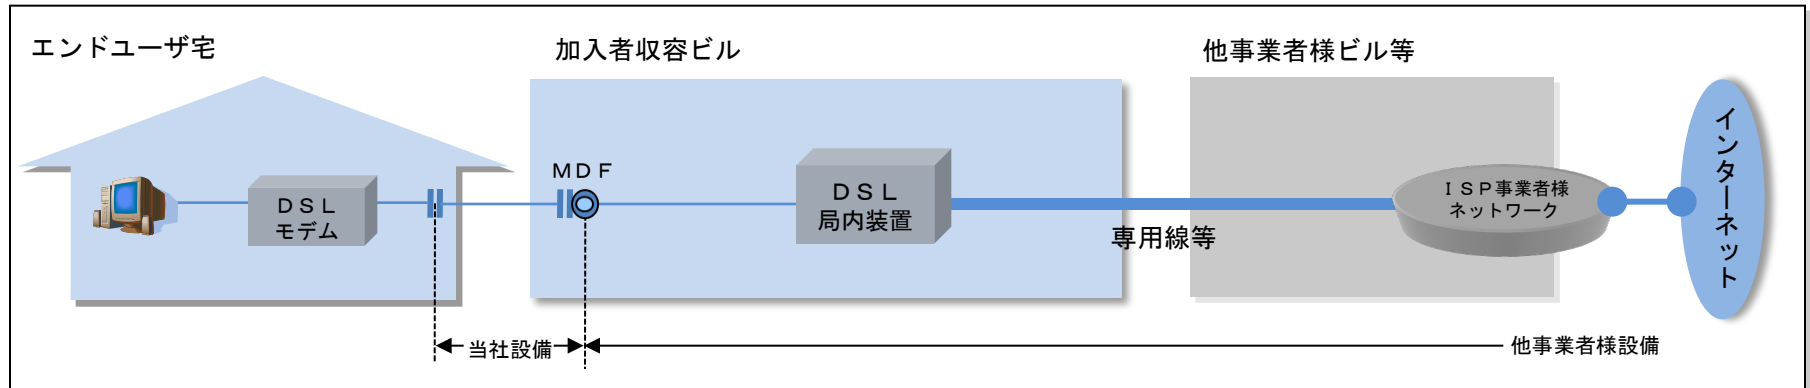 エンドユーザ宅
加入者収容ビル
他事業者様ビル等
MDF
DSL
モデム
DSL
局内装置
専用線等
ISP事業者様
ネットワーク
インターネット
当社設備
他事業者様設備